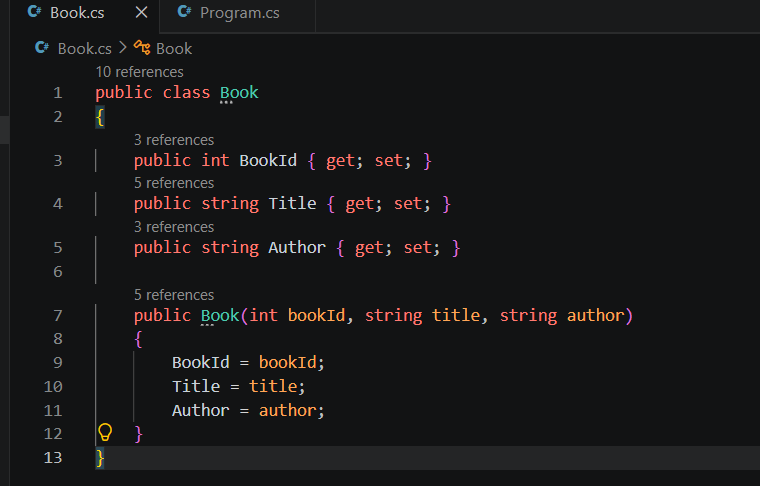 Book.cs Program.cs
Book.cs > Book
10 references
1 public class Book
2 {
3 references
3 public int BookId { get; set; }
5 references
4 public string Title { get; set; }
3 references
5 public string Author { get; set; }
6
5 references
7 public Book(int bookId, string title, string author)
8 {
9 BookId = bookId;
10 Title = title;
11 Author = author;
12 }
13 }